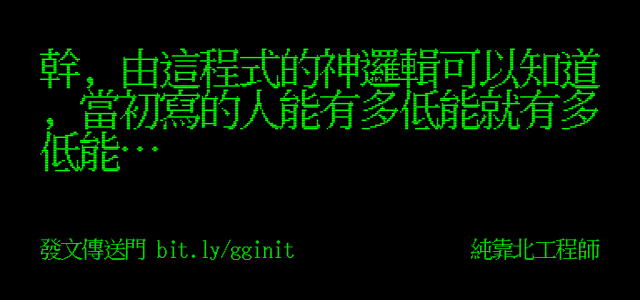 幹，由這程式的神邏輯可以知道
，當初寫的人能有多低能就有多
低能…
發文傳送門 bit.ly/gginit
純靠北工程師